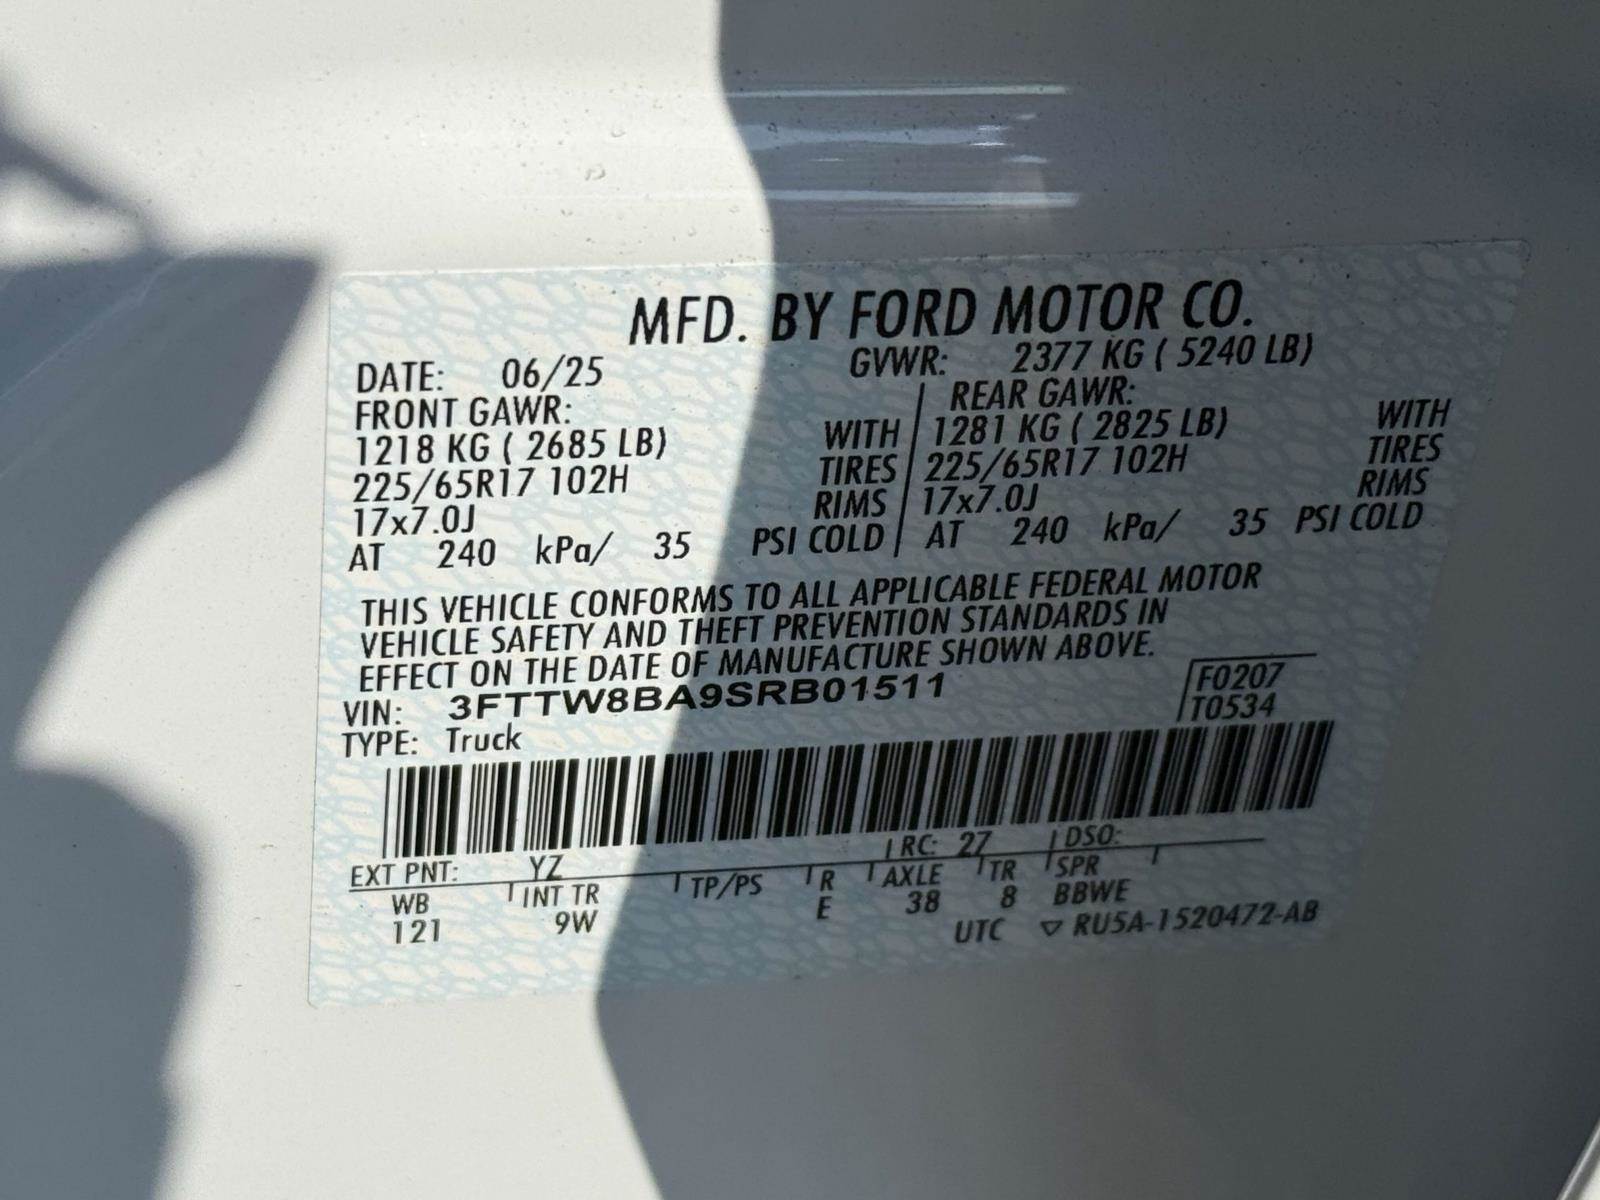 MFD. BY FORD MOTOR CO.
DATE: 06/25 GVWR: 2377 KG ( 5240 LB)
FRONT GAWR: REAR GAWR:
1218 KG ( 2685 LB) WITH 1281 KG ( 2825 LB) WITH
225/65R17 102H TIRES 225/65R17 102H TIRES
17x7.0J RIMS 17x7.0J RIMS
AT 240 kPa/ 35 PSI COLD AT 240 kPa/ 35 PSI COLD
THIS VEHICLE CONFORMS TO ALL APPLICABLE FEDERAL MOTOR
VEHICLE SAFETY AND THEFT PREVENTION STANDARDS IN
EFFECT ON THE DATE OF MANUFACTURE SHOWN ABOVE.
VIN: 3FTTW8BA9SRB01511 F0207
TYPE: Truck T0534
EXT PNT: YZ RC: 27 DSO:
WB INT TR TP/PS R AXLE TR SPR
121 9W E 38 8 BBWE
UTC ▽ RU5A-1520472-AB